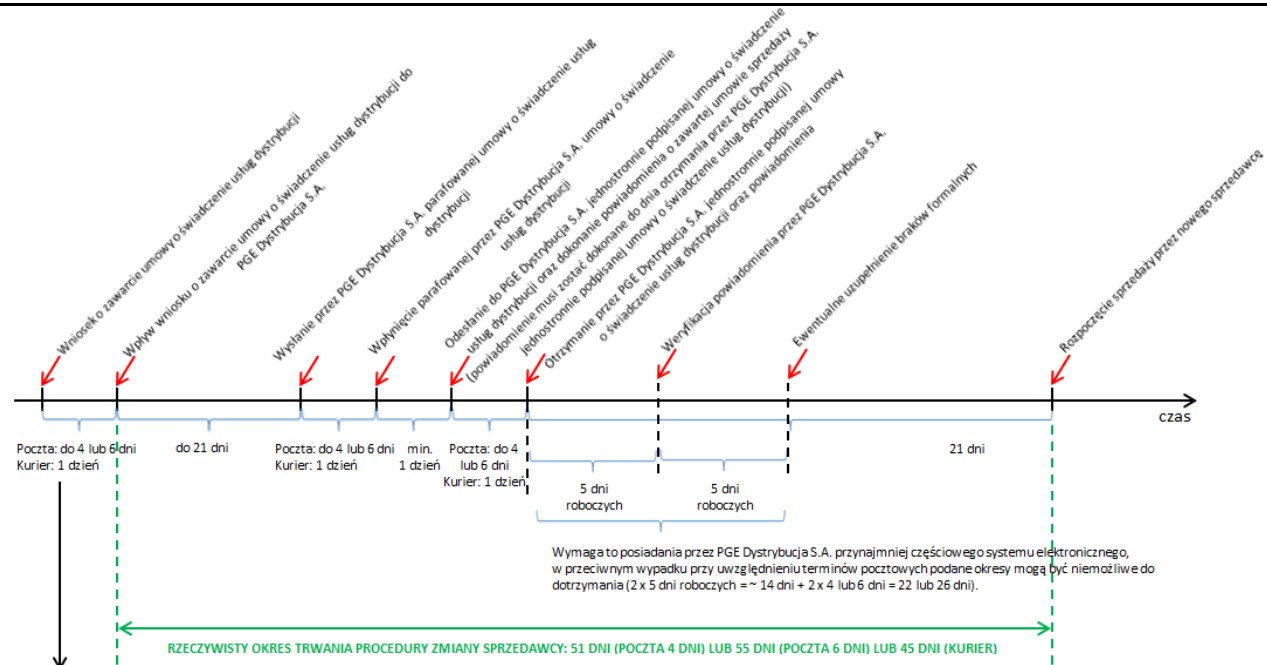 Wniosek o zawarcie umowy o świadczenie usług dystrybucji
Wpływ wniosku o zawarcie umowy o świadczenie usług dystrybucji do
PGE Dystrybucja S.A.
Wysłanie przez PGE Dystrybucja S.A. parafowanej umowy o świadczenie usług
dystrybucji
Wpłynięcie parafowanej przez PGE Dystrybucja S.A. umowy o świadczenie
usług dystrybucji
Odesłanie do PGE Dystrybucja S.A. jednostronnie podpisanej umowy o świadczenie
usług dystrybucji oraz dokonanie powiadomienia o zawartej umowie sprzedaży
(powiadomienie musi zostać dokonane do dnia otrzymania przez PGE Dystrybucja S.A.
jednostronnie podpisanej umowy o świadczenie usług dystrybucji)
Otrzymanie przez PGE Dystrybucja S.A. jednostronnie podpisanej umowy
o świadczenie usług dystrybucji oraz powiadomienia
Weryfikacja powiadomienia przez PGE Dystrybucja S.A.
Ewentualne uzupełnienie braków formalnych
Rozpoczęcie sprzedaży przez nowego sprzedawcę
czas
Poczta: do 4 lub 6 dni
Kurier: 1 dzień
do 21 dni
Poczta: do 4 lub 6 dni
Kurier: 1 dzień
min.
1 dzień
Poczta: do 4
lub 6 dni
Kurier: 1 dzień
21 dni
5 dni
roboczych
5 dni
roboczych
Wymaga to posiadania przez PGE Dystrybucja S.A. przynajmniej częściowego systemu elektronicznego,
w przeciwnym wypadku przy uwzględnieniu terminów pocztowych podane okresy mogą być niemożliwe do
dotrzymania (2 x 5 dni roboczych = ~ 14 dni + 2 x 4 lub 6 dni = 22 lub 26 dni).
RZECZYWISTY OKRES TRWANIA PROCEDURY ZMIANY SPRZEDAWCY: 51 DNI (POCZTA 4 DNI) LUB 55 DNI (POCZTA 6 DNI) LUB 45 DNI (KURIER)